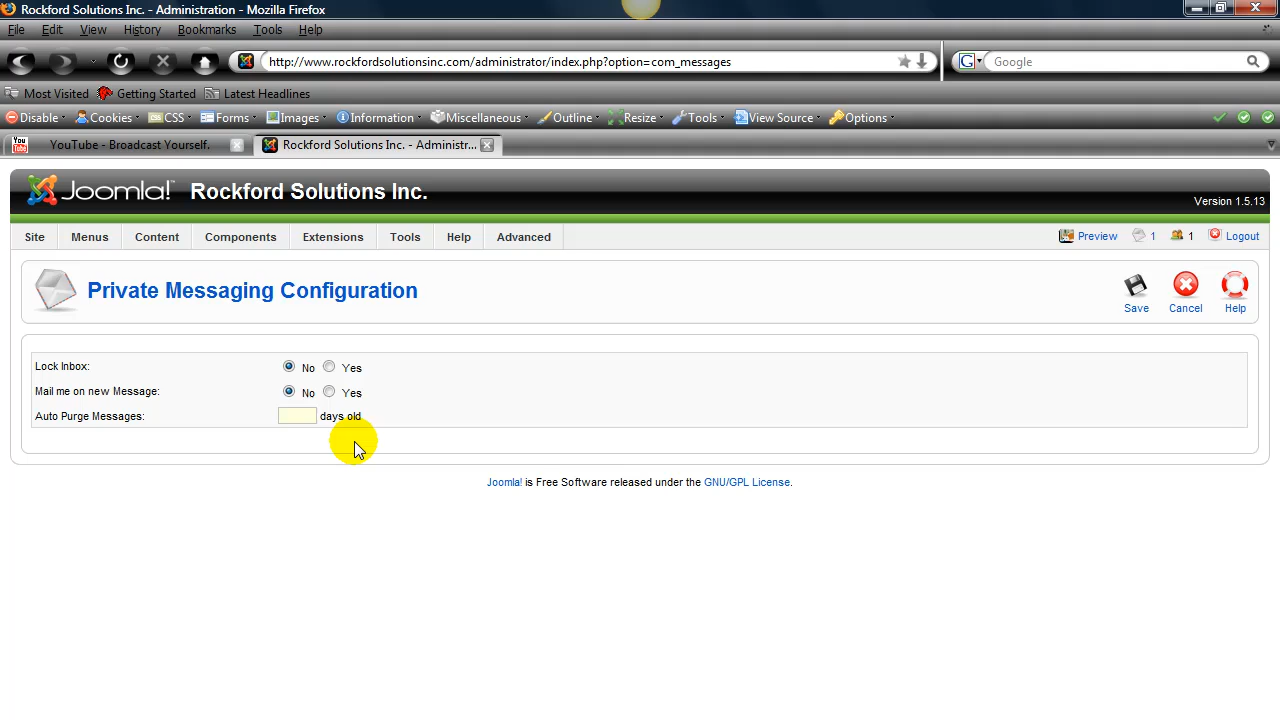 Rockford Solutions Inc. - Administration - Mozilla Firefox
File Edit View History Bookmarks Tools Help
http://www.rockfordsolutionsinc.com/administrator/index.php?option=com_messages
G Google
Most Visited Getting Started Latest Headlines
Disable Cookies CSS Forms Images Information Miscellaneous Outline Resize Tools View Source Options
You Tube YouTube - Broadcast Yourself. Rockford Solutions Inc. - Administr...
Joomla! Rockford Solutions Inc.
Version 1.5.13
Site Menus Content Components Extensions Tools Help Advanced Preview 1 1 Logout
Private Messaging Configuration
Save Cancel Help
Lock Inbox: No Yes
Mail me on new Message: No Yes
Auto Purge Messages: days old
Joomla! is Free Software released under the GNU/GPL License.